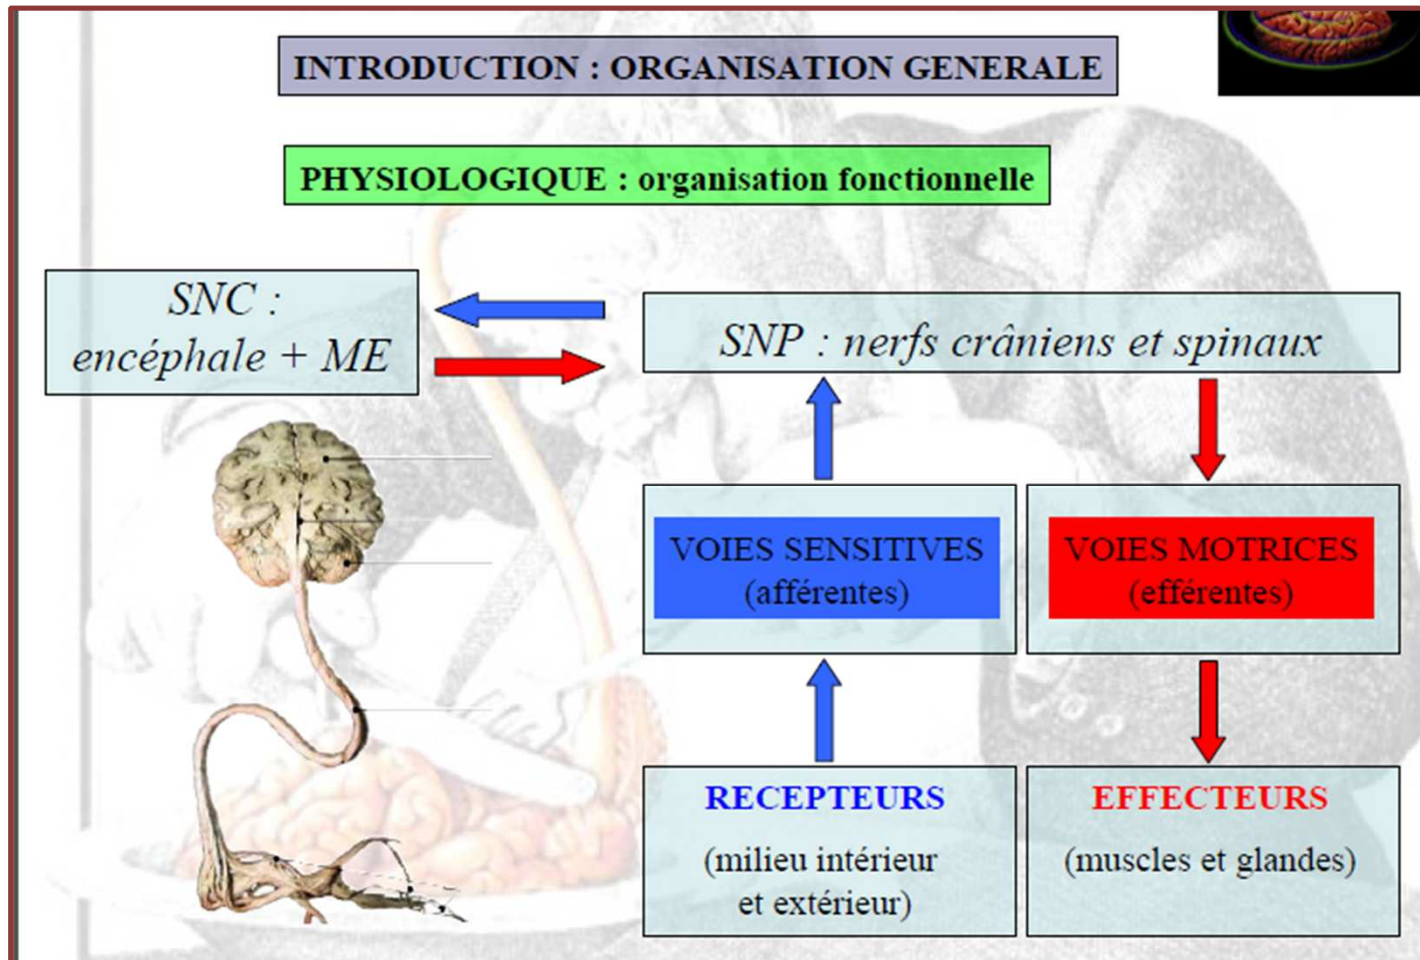 INTRODUCTION : ORGANISATION GENERALE
PHYSIOLOGIQUE : organisation fonctionnelle
SNC :
encéphale + ME
SNP : nerfs crâniens et spinaux
VOIES SENSITIVES
(afférentes)
VOIES MOTRICES
(efférentes)
RECEPTEURS
(milieu intérieur
et extérieur)
EFFECTEURS
(muscles et glandes)